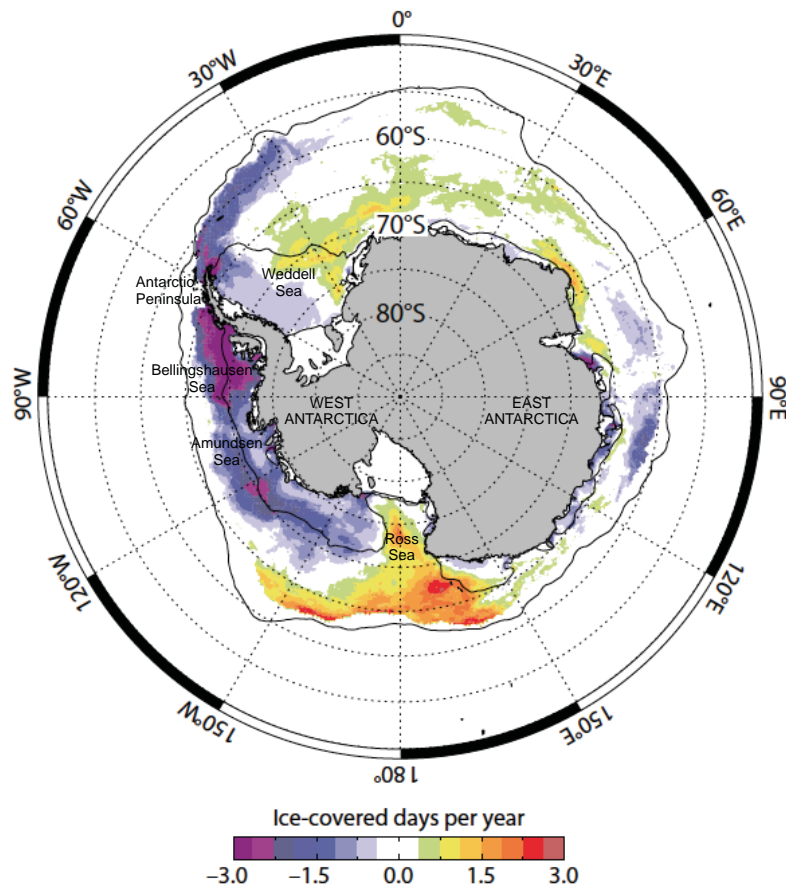 0°
30°W
30°E
60°S
60°W
60°E
70°S
Weddell
Sea
Antarctic
Peninsula
80°S
Bellingshausen
Sea
90°W
90°E
WEST
ANTARCTICA
EAST
ANTARCTICA
Amundsen
Sea
Ross
Sea
120°W
120°E
150°W
150°E
180°
Ice-covered days per year
−3.0 −1.5 0.0 1.5 3.0